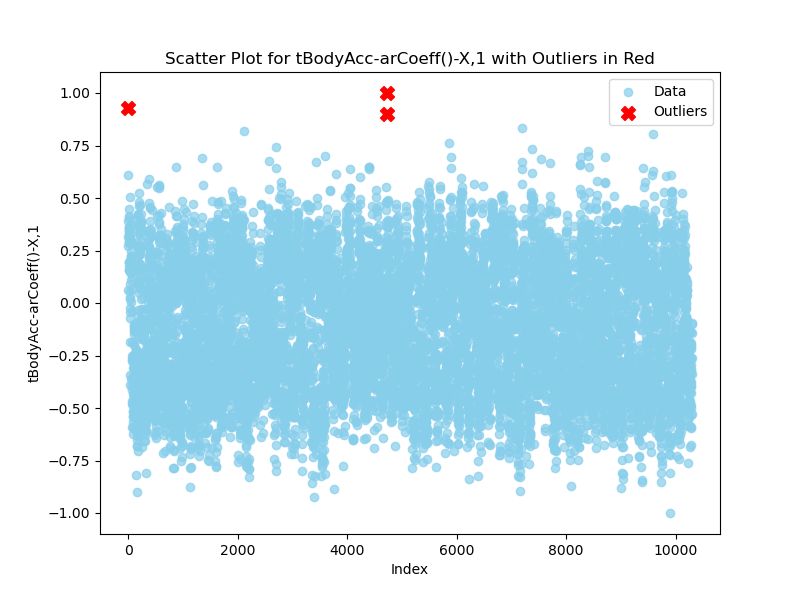 Scatter Plot for tBodyAcc-arCoeff()-X,1 with Outliers in Red
Data
Outliers
1.00
0.75
0.50
0.25
0.00
−0.25
−0.50
−0.75
−1.00
tBodyAcc-arCoeff()-X,1
0 2000 4000 6000 8000 10000
Index